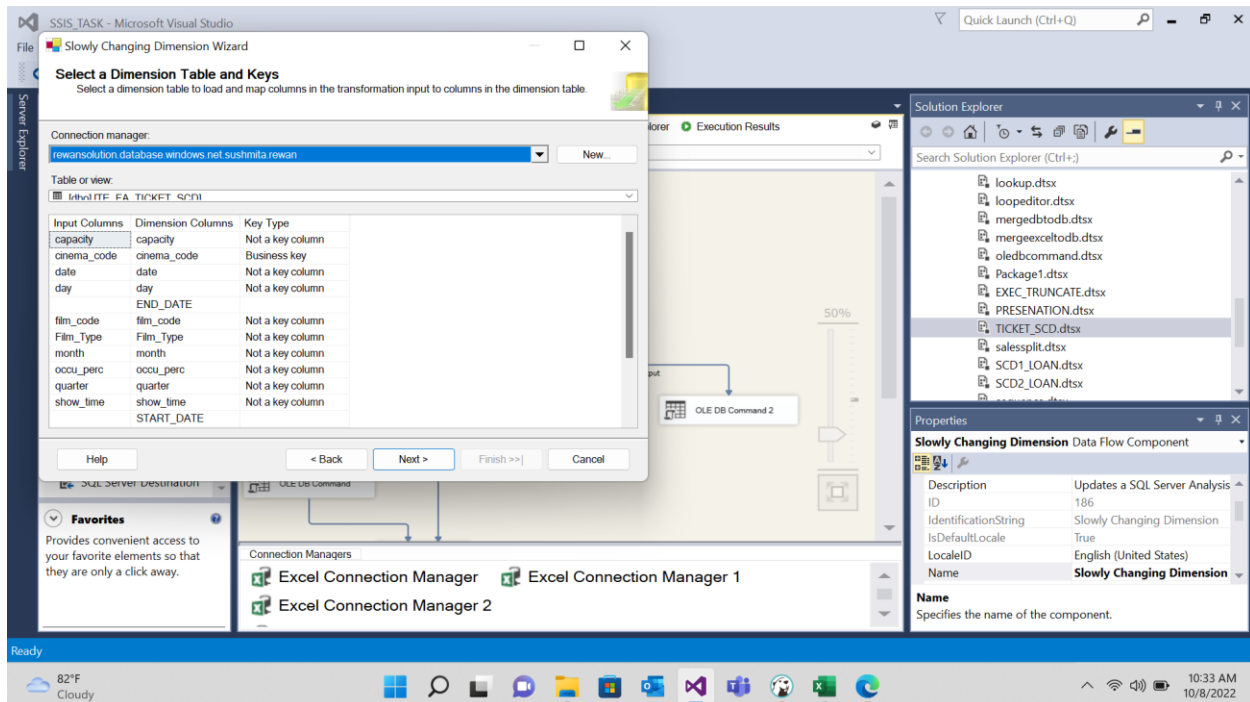 SSIS_TASK - Microsoft Visual Studio
Quick Launch (Ctrl+Q)
File
Slowly Changing Dimension Wizard
Select a Dimension Table and Keys
Select a dimension table to load and map columns in the transformation input to columns in the dimension table.
Connection manager:
rewansolution.database.windows.net.sushmita.rewan
New...
Table or view:
[dbo].[TE_FA_TICKET_SCD]
Input Columns Dimension Columns Key Type
capacity capacity Not a key column
cinema_code cinema_code Business key
date date Not a key column
day day Not a key column
END_DATE
film_code film_code Not a key column
Film_Type Film_Type Not a key column
month month Not a key column
occu_perc occu_perc Not a key column
quarter quarter Not a key column
show_time show_time Not a key column
START_DATE
Help
< Back
Next >
Finish >>|
Cancel
Server Explorer
lorer
Execution Results
50%
put
OLE DB Command 2
SQL Server Destination
OLE DB Command
Favorites
Provides convenient access to
your favorite elements so that
they are only a click away.
Connection Managers
Excel Connection Manager
Excel Connection Manager 1
Excel Connection Manager 2
Solution Explorer
Search Solution Explorer (Ctrl+;)
lookup.dtsx
loopeditor.dtsx
mergedbtodb.dtsx
mergeexceltodb.dtsx
oledbcommand.dtsx
Package1.dtsx
EXEC_TRUNCATE.dtsx
PRESENATION.dtsx
TICKET_SCD.dtsx
salessplit.dtsx
SCD1_LOAN.dtsx
SCD2_LOAN.dtsx
Properties
Slowly Changing Dimension Data Flow Component
Description Updates a SQL Server Analysis
ID 186
IdentificationString Slowly Changing Dimension
IsDefaultLocale True
LocaleID English (United States)
Name Slowly Changing Dimension
Name
Specifies the name of the component.
Ready
82°F
Cloudy
10:33 AM
10/8/2022